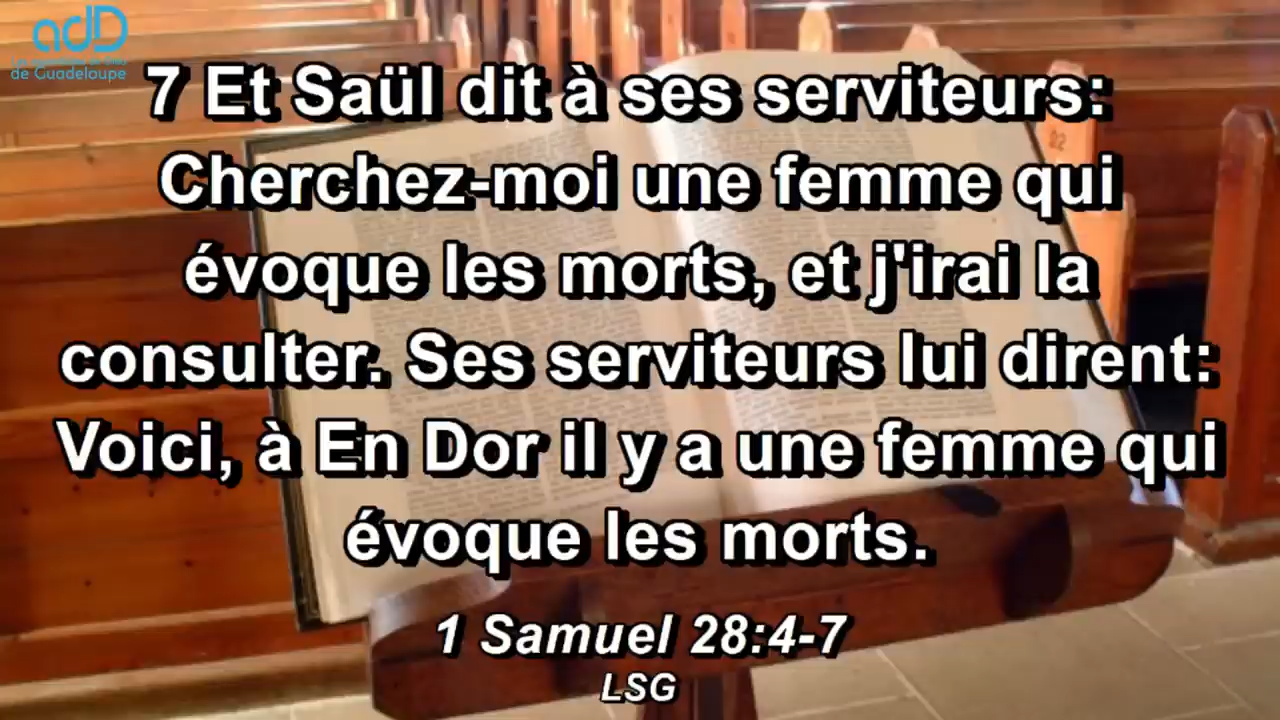 adD
de Guadeloupe
7 Et Saül dit à ses serviteurs:
Cherchez-moi une femme qui
évoque les morts, et j'irai la
consulter. Ses serviteurs lui dirent:
Voici, à En Dor il y a une femme qui
évoque les morts.
1 Samuel 28:4-7
LSG